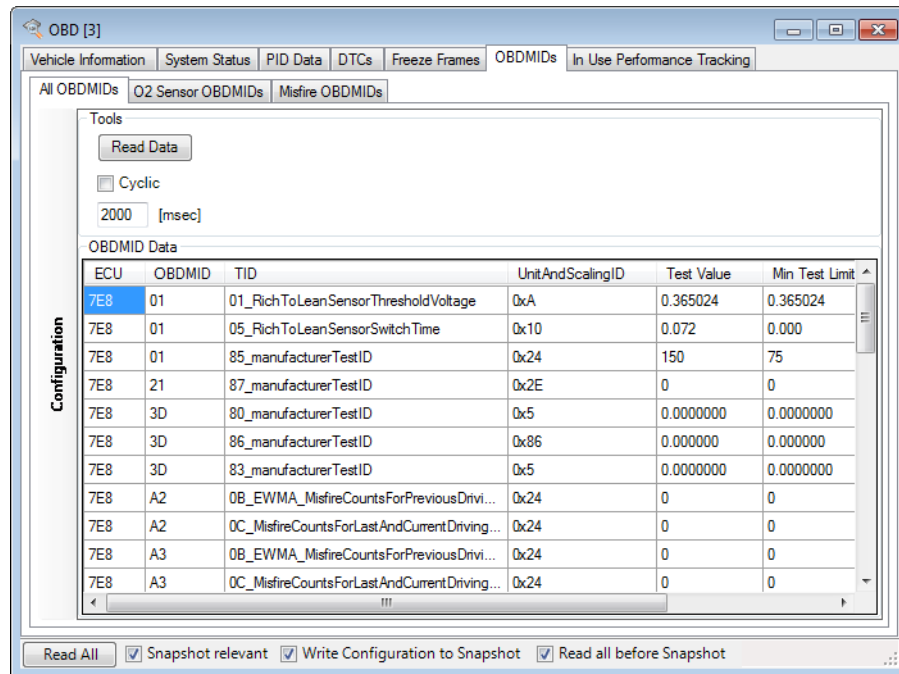 OBD [3]
Vehicle Information System Status PID Data DTCs Freeze Frames OBDMIDs In Use Performance Tracking
All OBDMIDs O2 Sensor OBDMIDs Misfire OBDMIDs
Configuration
Tools
Read Data
Cyclic
2000 [msec]
OBDMID Data
ECU OBDMID TID UnitAndScalingID Test Value Min Test Limit
7E8 01 01_RichToLeanSensorThresholdVoltage 0xA 0.365024 0.365024
7E8 01 05_RichToLeanSensorSwitchTime 0x10 0.072 0.000
7E8 01 85_manufacturerTestID 0x24 150 75
7E8 21 87_manufacturerTestID 0x2E 0 0
7E8 3D 80_manufacturerTestID 0x5 0.0000000 0.0000000
7E8 3D 86_manufacturerTestID 0x86 0.000000 0.000000
7E8 3D 83_manufacturerTestID 0x5 0.0000000 0.0000000
7E8 A2 0B_EWMA_MisfireCountsForPreviousDrivi... 0x24 0 0
7E8 A2 0C_MisfireCountsForLastAndCurrentDriving... 0x24 0 0
7E8 A3 0B_EWMA_MisfireCountsForPreviousDrivi... 0x24 0 0
7E8 A3 0C_MisfireCountsForLastAndCurrentDriving... 0x24 0 0
Read All Snapshot relevant Write Configuration to Snapshot Read all before Snapshot